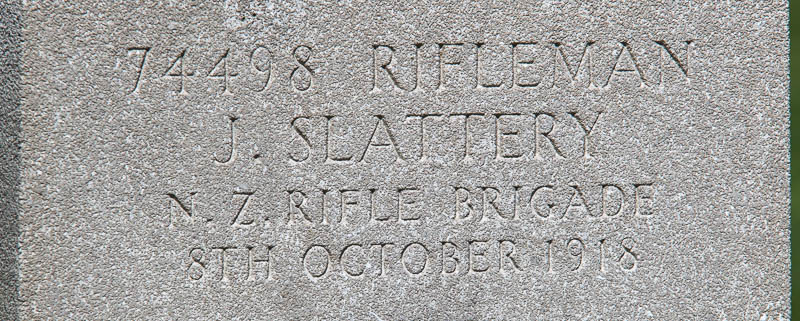 74498 RIFLEMAN
J. SLATTERY
N. Z. RIFLE BRIGADE
8TH OCTOBER 1918